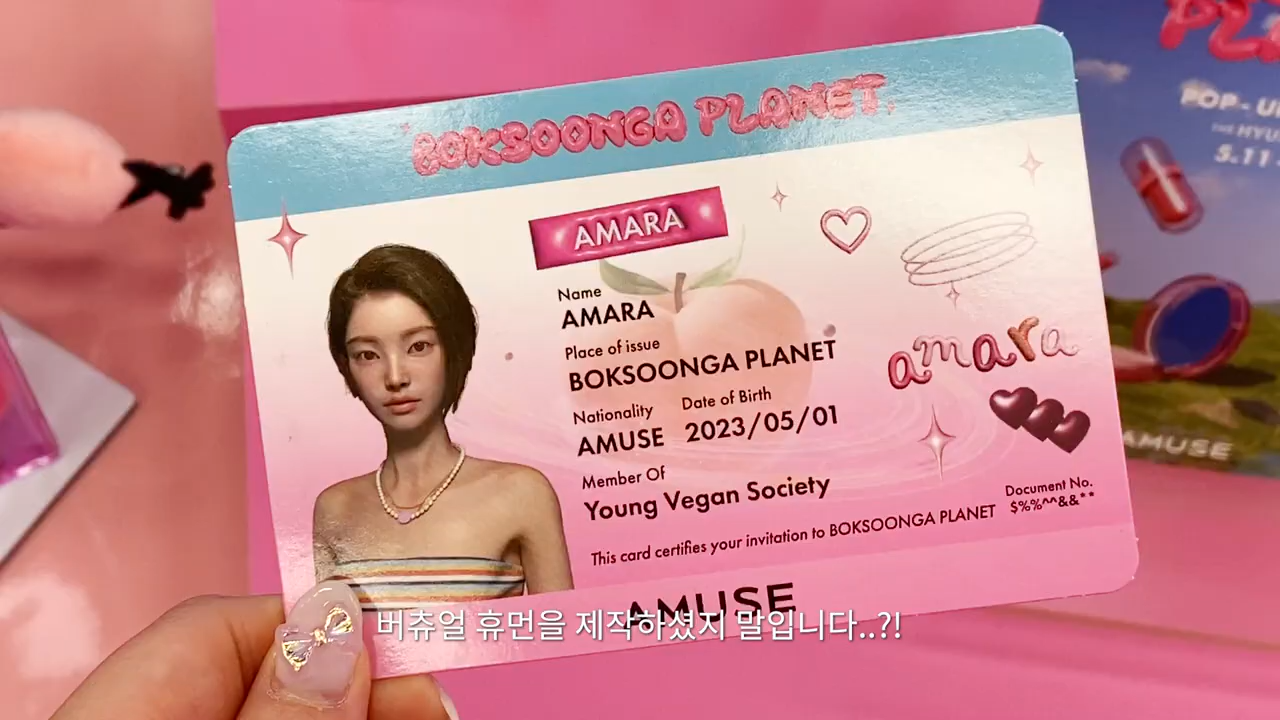 BOKSOONGA PLANET.
AMARA
Name
AMARA
Place of issue
BOKSOONGA PLANET
Nationality Date of Birth
AMUSE 2023/05/01
Member Of
Young Vegan Society
This card certifies your invitation to BOKSOONGA PLANET
amara
Document No.
$%%^^&&**
AMUSE
버츄얼 휴먼을 제작하셨지 말입니다..?!
POP-U
THE HYU
5.11
AMUSE